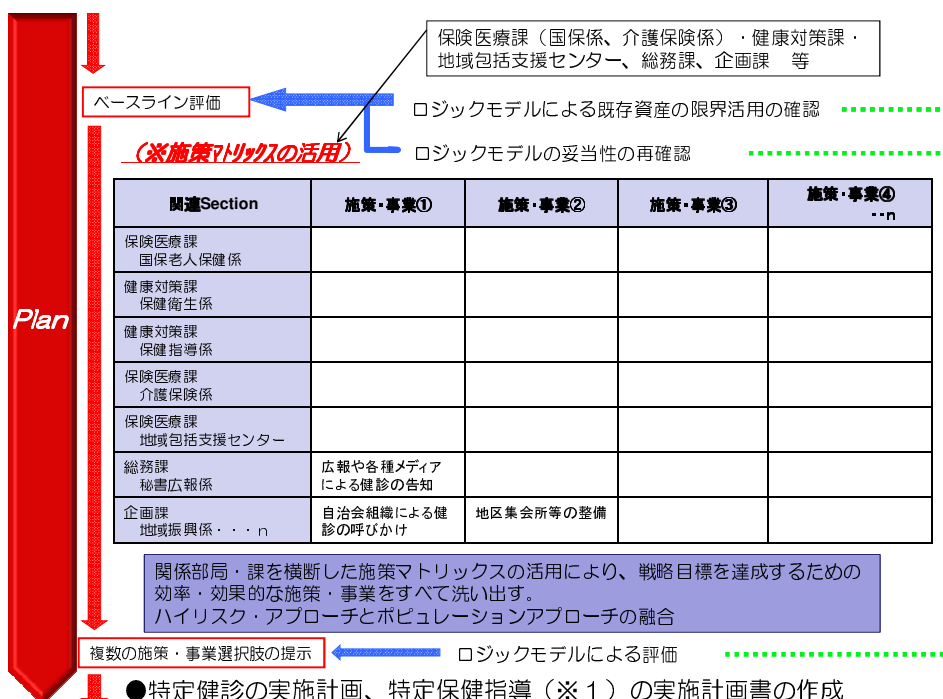 保険医療課（国保係、介護保険係）・健康対策課・
地域包括支援センター、総務課、企画課　等
ベースライン評価
ロジックモデルによる既存資産の限界活用の確認
（※施策ﾏﾄﾘｯｸｽの活用）
ロジックモデルの妥当性の再確認
関連Section 施策・事業① 施策・事業② 施策・事業③ 施策・事業④
・・n
保険医療課
国保老人保健係
健康対策課
保健衛生係
健康対策課
保健指導係
保険医療課
介護保険係
保険医療課
地域包括支援センター
総務課
秘書広報係
広報や各種メディア
による健診の告知
企画課
地域振興係・・・n
自治会組織による健
診の呼びかけ
地区集会所等の整備
Plan
関係部局・課を横断した施策マトリックスの活用により、戦略目標を達成するための
効率・効果的な施策・事業をすべて洗い出す。
ハイリスク・アプローチとポピュレーションアプローチの融合
複数の施策・事業選択肢の提示
ロジックモデルによる評価
●特定健診の実施計画、特定保健指導（※１）の実施計画書の作成